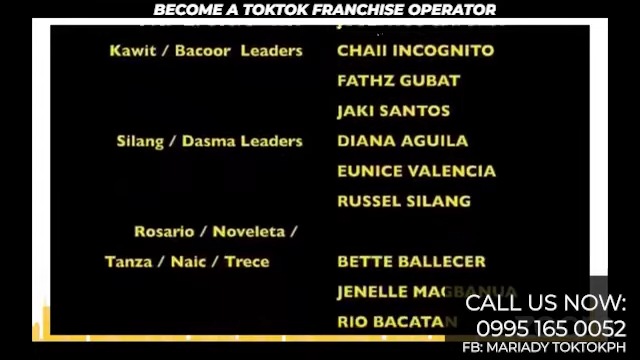 BECOME A TOKTOK FRANCHISE OPERATOR
Kawit / Bacoor Leaders CHAII INCOGNITO
FATHZ GUBAT
JAKI SANTOS
Silang / Dasma Leaders DIANA AGUILA
EUNICE VALENCIA
RUSSEL SILANG
Rosario / Noveleta /
Tanza / Naic / Trece BETTE BALLECER
JENELLE MAGBANUA
RIO BACATAN
CALL US NOW:
0995 165 0052
FB: MARIADY TOKTOKPH